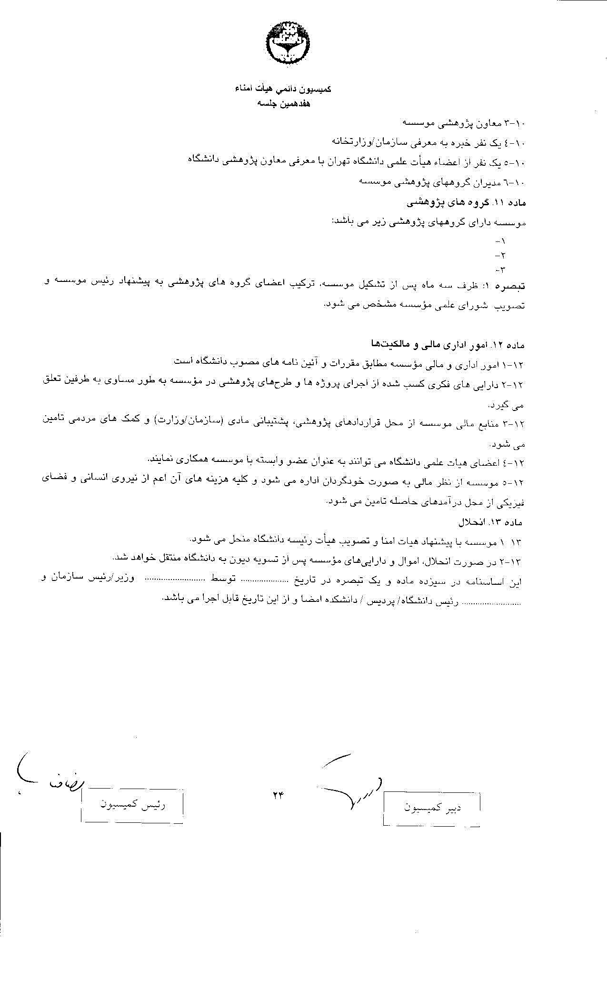 کمیسیون دائمي هیأت امناء
هفدهمین جلسه
۱۰-۳ معاون پژوهشی موسسه
۱۰-٤ یک نفر خبره به معرفی سازمان/وزارتخانه
۱۰-٥ یک نفر از اعضاء هیأت علمی دانشگاه تهران با معرفی معاون پژوهشی دانشگاه
۱۰-٦ مدیران گروههای پژوهشی موسسه
ماده ۱۱. گروه های پژوهشی
موسسه دارای گروههای پژوهشی زیر می باشد:
۱-
۲-
۳-
تبصره ۱: ظرف سه ماه پس از تشکیل موسسه، ترکیب اعضای گروه های پژوهشی به پیشنهاد رئیس موسسه و
تصویب شورای علمی مؤسسه مشخص می شود.
ماده ۱۲. امور اداری مالی و مالکیت‌ها
۱۲-۱ امور اداری و مالی مؤسسه مطابق مقررات و آئین نامه های مصوب دانشگاه است
۱۲-۲ دارایی های فکری کسب شده از اجرای پروژه ها و طرح‌های پژوهشی در مؤسسه به طور مساوی به طرفین تعلق
می گیرد.
۱۲-۳ منابع مالی موسسه از محل قراردادهای پژوهشی، پشتیبانی مادی (سازمان/وزارت) و کمک های مردمی تامین
می شود.
۱۲-٤ اعضای هیات علمی دانشگاه می توانند به عنوان عضو وابسته با موسسه همکاری نمایند.
۱۲-٥ موسسه از نظر مالی به صورت خودگردان اداره می شود و کلیه هزینه های آن اعم از نیروی انسانی و فضای
فیزیکی از محل درآمدهای حاصله تامین می شود.
ماده ۱۳. انحلال
۱۳ ۱ موسسه با پیشنهاد هیات امنا و تصویب هیأت رئیسه دانشگاه منحل می شود.
۱۳-۲ در صورت انحلال، اموال و دارایی‌های مؤسسه پس از تسویه دیون به دانشگاه منتقل خواهد شد.
این اساسنامه در سیزده ماده و یک تبصره در تاریخ ..................... توسط .......................... وزیر/رئیس سازمان و
.......................... رئیس دانشگاه/ پردیس / دانشکده امضا و از این تاریخ قابل اجرا می باشد.
دبیر کمیسیون
۲۴
رئیس کمیسیون